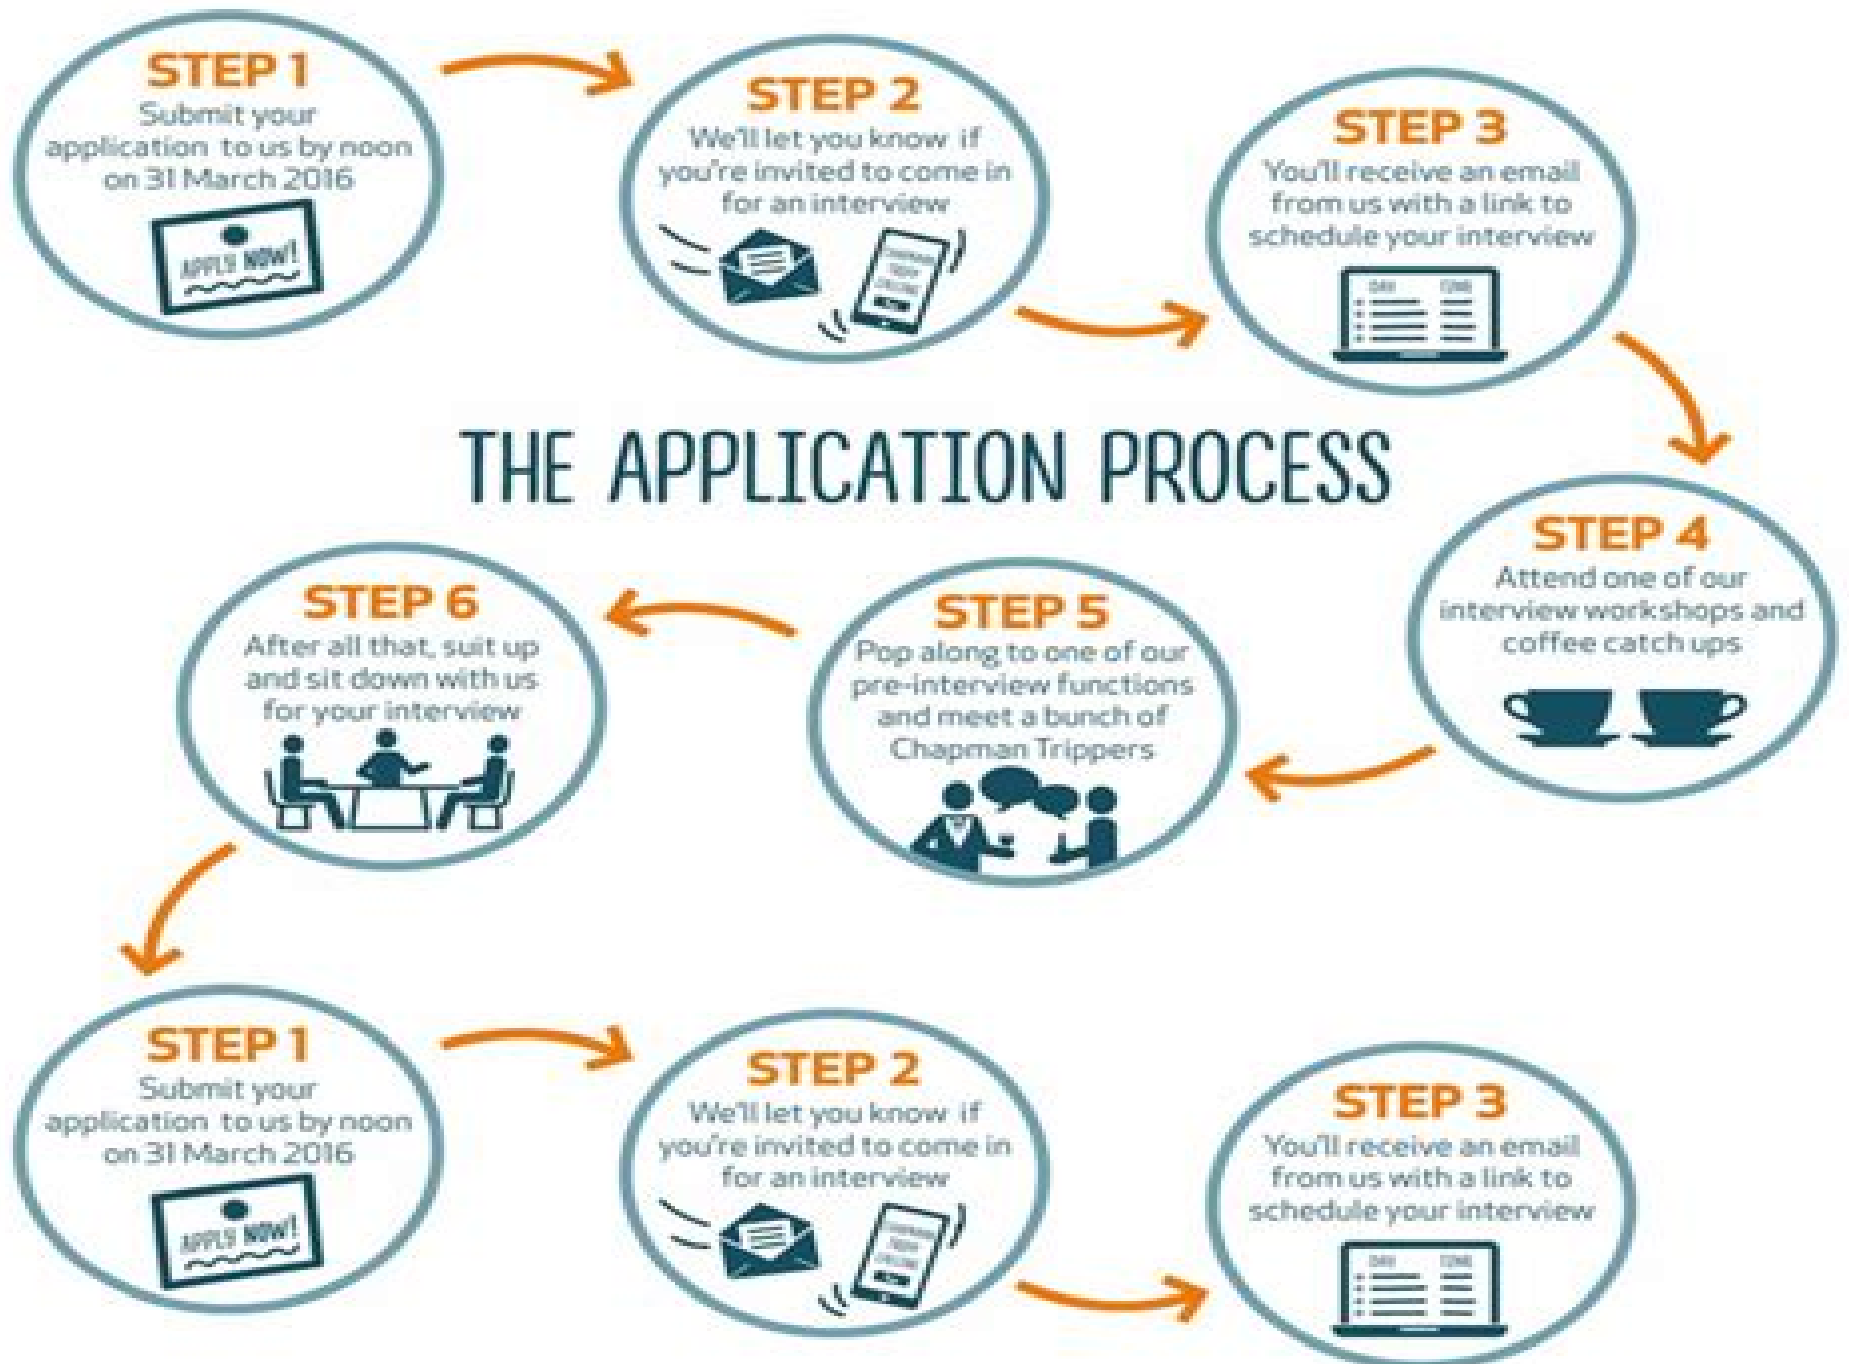 STEP 1
Submit your
application to us by noon
on 31 March 2016
APPLY NOW!
STEP 2
We'll let you know if
you're invited to come in
for an interview
STEP 3
You'll receive an email
from us with a link to
schedule your interview
DAY TIME
THE APPLICATION PROCESS
STEP 4
Attend one of our
interview workshops and
coffee catch ups
STEP 5
Pop along to one of our
pre-interview functions
and meet a bunch of
Chapman Trippers
STEP 6
After all that, suit up
and sit down with us
for your interview
STEP 1
Submit your
application to us by noon
on 31 March 2016
APPLY NOW!
STEP 2
We'll let you know if
you're invited to come in
for an interview
STEP 3
You'll receive an email
from us with a link to
schedule your interview
DAY TIME